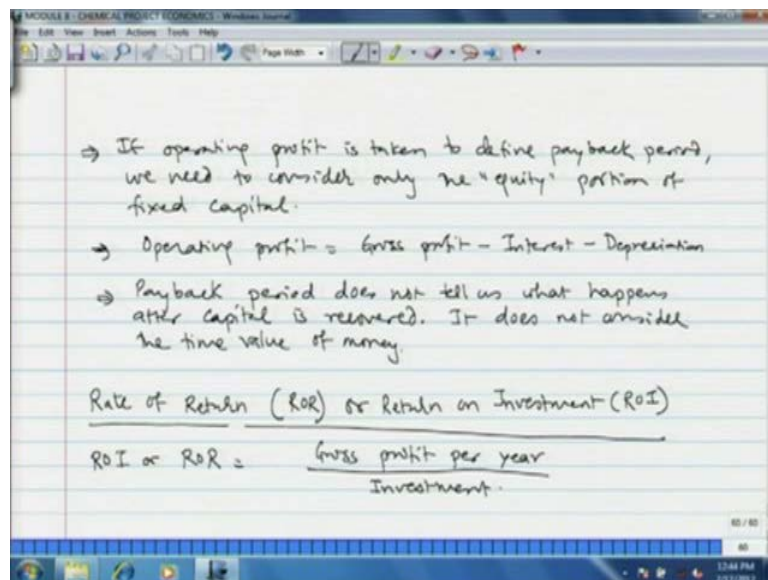 MODULE 8 - CHEMICAL PROJECT ECONOMICS - Windows Journal
File Edit View Insert Actions Tools Help
Page Width
⇒ If operating profit is taken to define payback period,
we need to consider only the "equity" portion of
fixed capital.
→ Operating profit = Gross profit - Interest - Depreciation
⇒ Payback period does not tell us what happens
after capital is recovered. It does not consider
the time value of money.
Rate of Return (ROR) or Return on Investment (ROI)
ROI or ROR = Gross profit per year
Investment.
60 / 60
60
12:44 PM